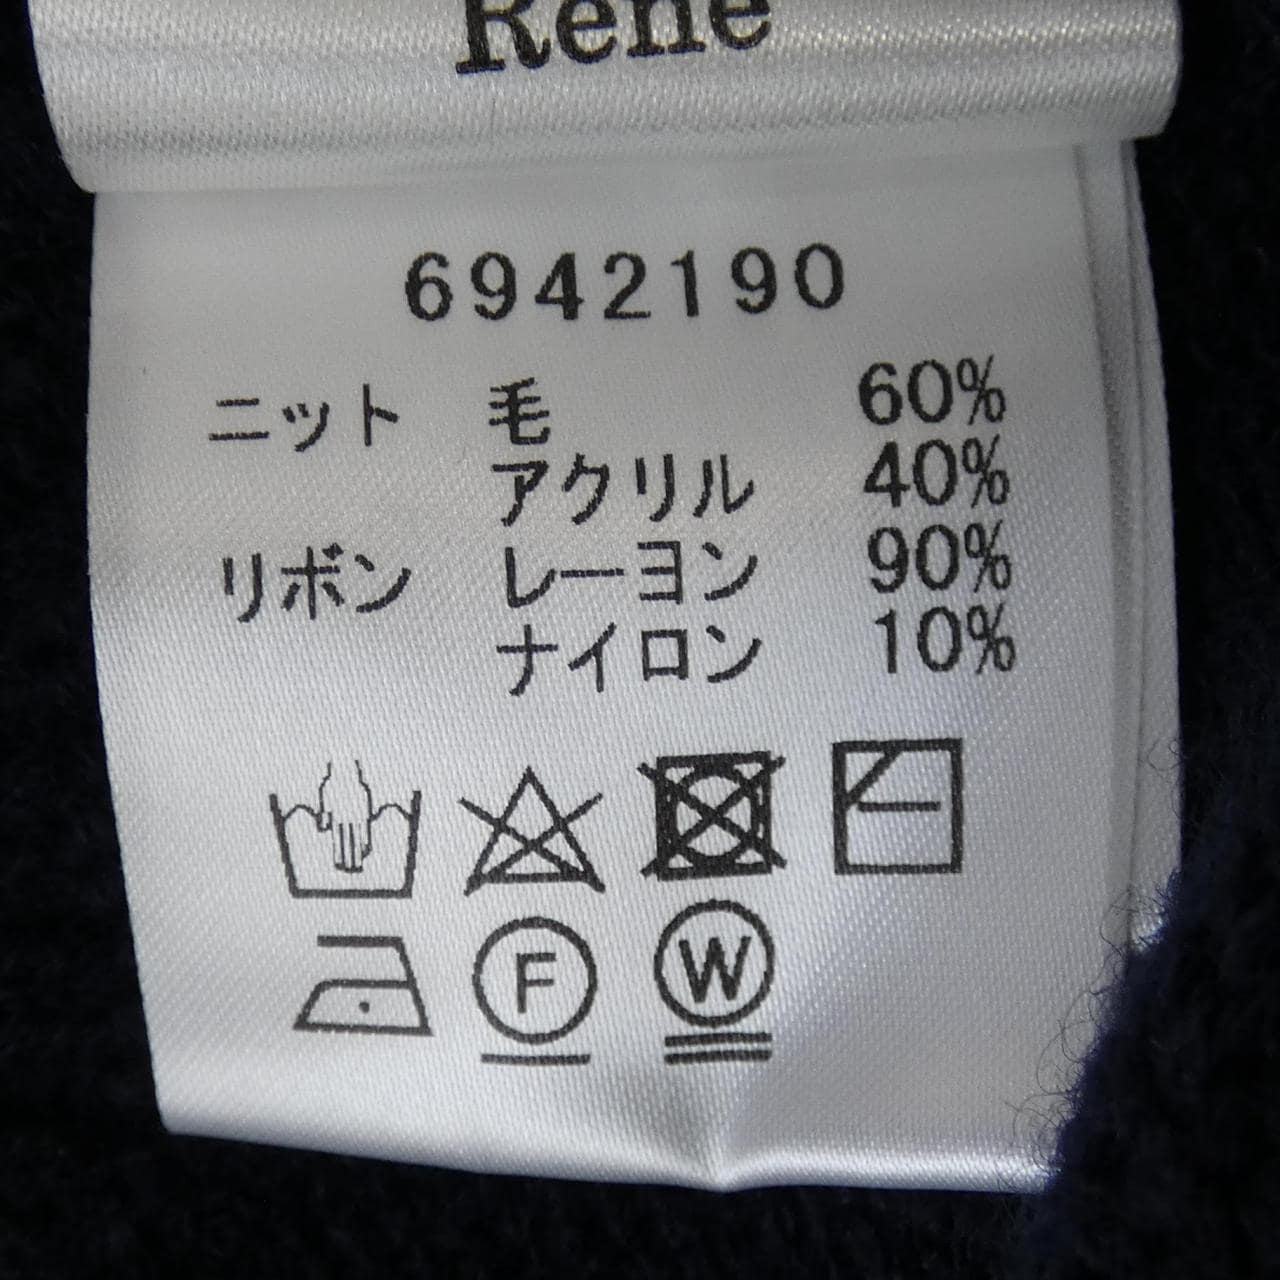 René
6942190
ニット 毛 60%
アクリル 40%
リボン レーヨン 90%
ナイロン 10%
F W